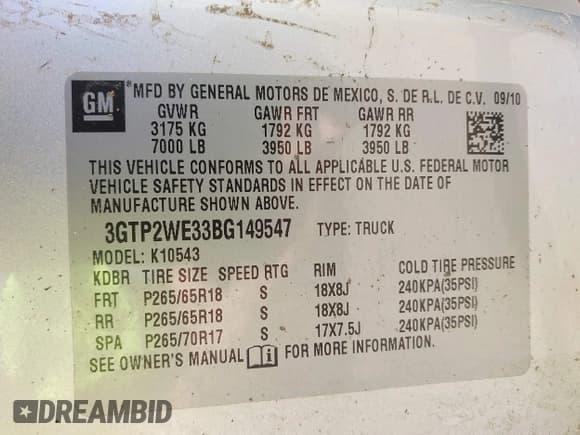 GM *MFD BY GENERAL MOTORS DE MEXICO, S. DE R.L. DE C.V. 09/10
GVWR GAWR FRT GAWR RR
3175 KG 1792 KG 1792 KG
7000 LB 3950 LB 3950 LB
THIS VEHICLE CONFORMS TO ALL APPLICABLE U.S. FEDERAL MOTOR
VEHICLE SAFETY STANDARDS IN EFFECT ON THE DATE OF
MANUFACTURE SHOWN ABOVE.
3GTP2WE33BG149547 TYPE: TRUCK
MODEL: K10543
KDBR TIRE SIZE SPEED RTG RIM COLD TIRE PRESSURE
FRT P265/65R18 S 18X8J 240KPA(35PSI)
RR P265/65R18 S 18X8J 240KPA(35PSI)
SPA P265/70R17 S 17X7.5J 240KPA(35PSI)
SEE OWNER'S MANUAL FOR MORE INFORMATION.
DREAMBID